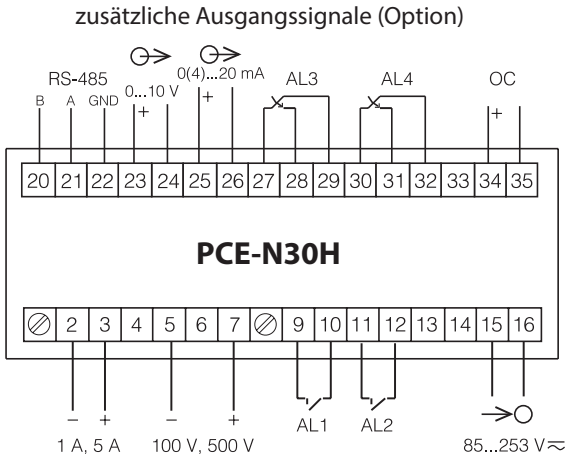 zusätzliche Ausgangssignale (Option)
RS-485 0...10 V 0(4)...20 mA AL3 AL4 OC
B A GND + + +
20 21 22 23 24 25 26 27 28 29 30 31 32 33 34 35
PCE-N30H
2 3 4 5 6 7 9 10 11 12 13 14 15 16
– + – + AL1 AL2
1 A, 5 A 100 V, 500 V 85...253 V